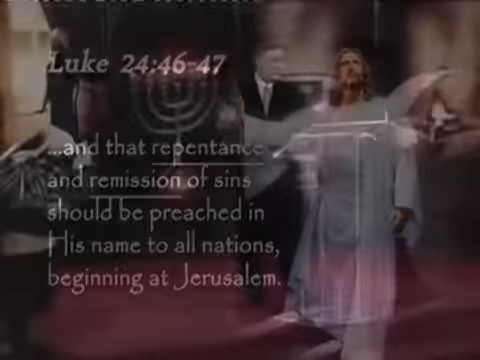 Luke 24:46-47
...and that repentance
and remission of sins
should be preached in
His name to all nations,
beginning at Jerusalem.